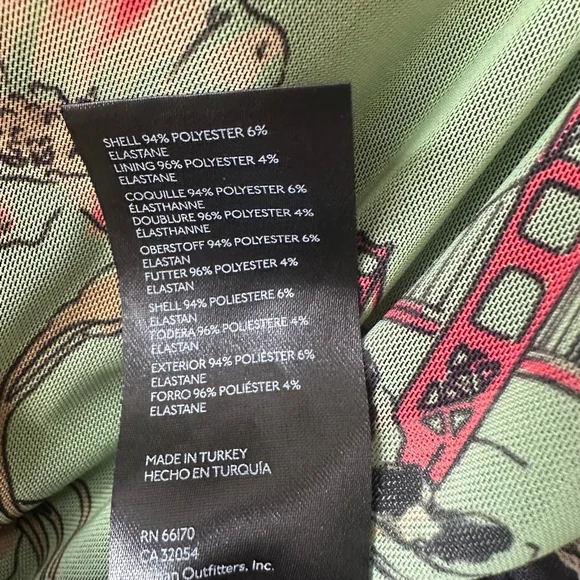 SHELL 94% POLYESTER 6%
ELASTANE
LINING 96% POLYESTER 4%
ELASTANE
COQUILLE 94% POLYESTER 6%
ÉLASTHANNE
DOUBLURE 96% POLYESTER 4%
ÉLASTHANNE
OBERSTOFF 94% POLYESTER 6%
ELASTAN
FUTTER 96% POLYESTER 4%
ELASTAN
SHELL 94% POLIESTERE 6%
ELASTAN
FODERA 96% POLIESTERE 4%
ELASTAN
EXTERIOR 94% POLIÉSTER 6%
ELASTANE
FORRO 96% POLIÉSTER 4%
ELASTANE
MADE IN TURKEY
HECHO EN TURQUÍA
RN 66170
CA 32054
Outfitters, Inc.